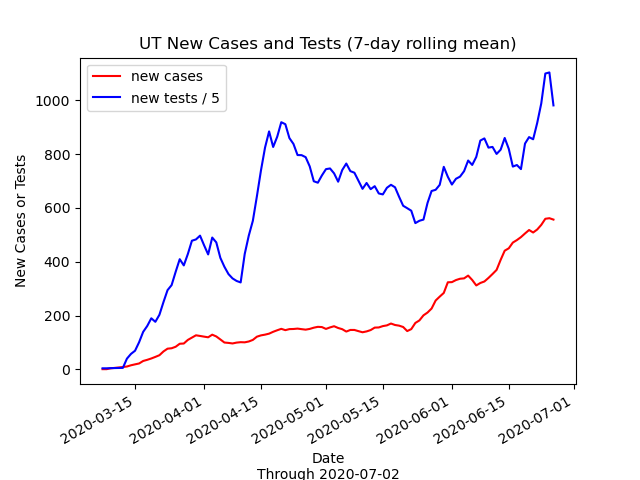 UT New Cases and Tests (7-day rolling mean)
new cases
new tests / 5
New Cases or Tests
1000
800
600
400
200
0
2020-03-15
2020-04-01
2020-04-15
2020-05-01
2020-05-15
2020-06-01
2020-06-15
2020-07-01
Date
Through 2020-07-02